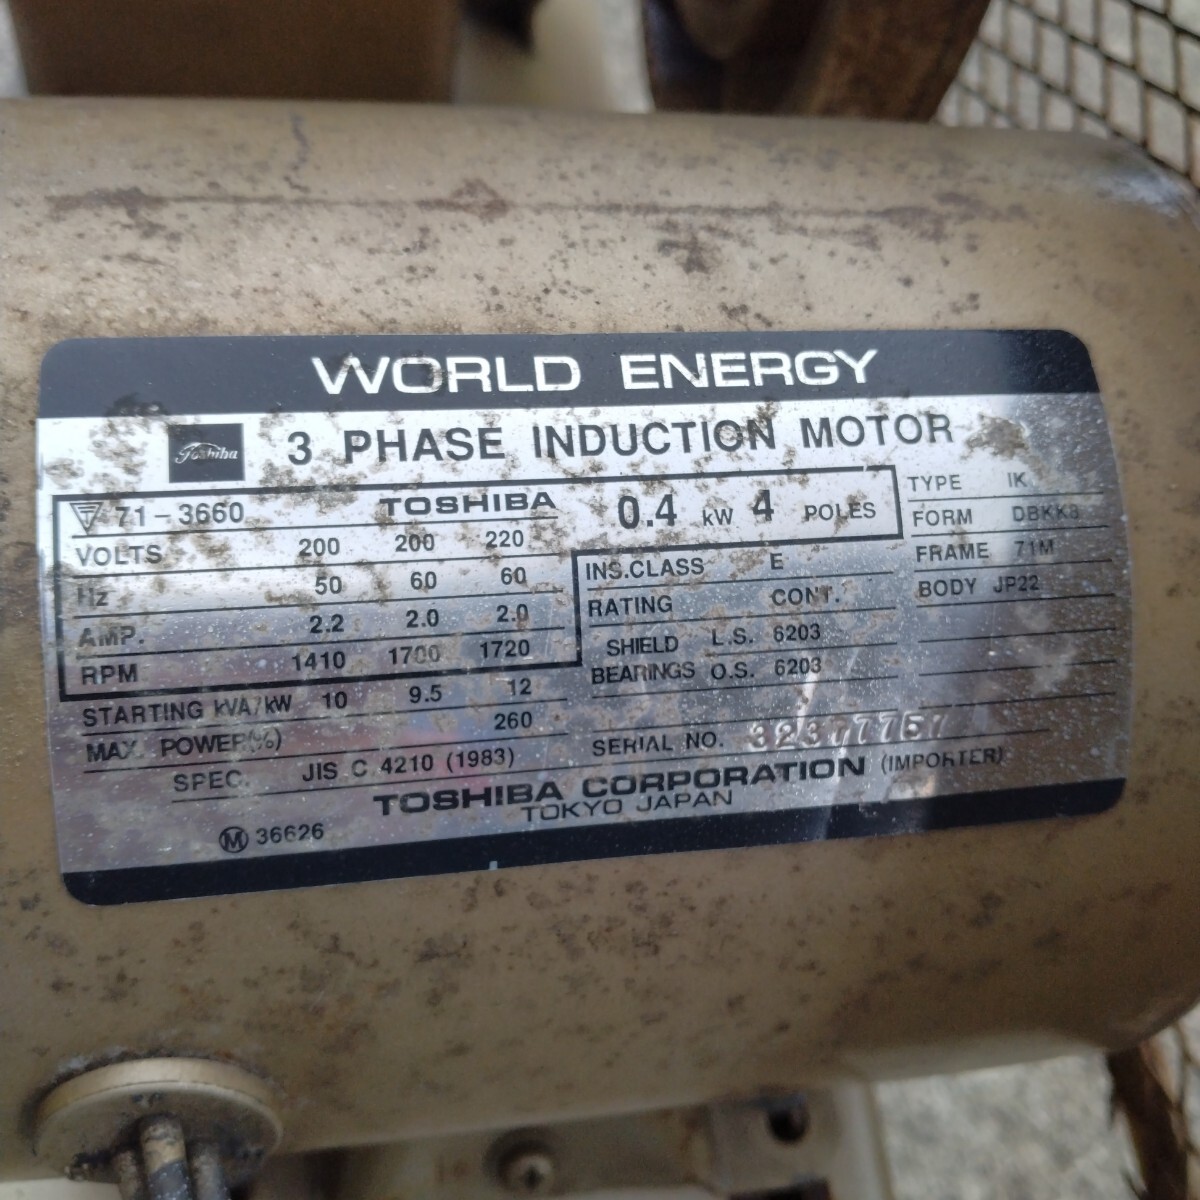 WORLD ENERGY
Toshiba 3 PHASE INDUCTION MOTOR
71-3660 TOSHIBA 0.4 kW 4 POLES
VOLTS 200 200 220
Hz 50 60 60
AMP. 2.2 2.0 2.0
RPM 1410 1700 1720
STARTING kVA/kW 10 9.5 12
MAX. POWER(%) 260
SPEC. JIS C 4210 (1983)
INS.CLASS E
RATING CONT.
SHIELD L.S. 6203
BEARINGS O.S. 6203
SERIAL NO. 32377757
TYPE IK
FORM DBKK8
FRAME 71M
BODY JP22
TOSHIBA CORPORATION (IMPORTER)
TOKYO JAPAN
M 36626